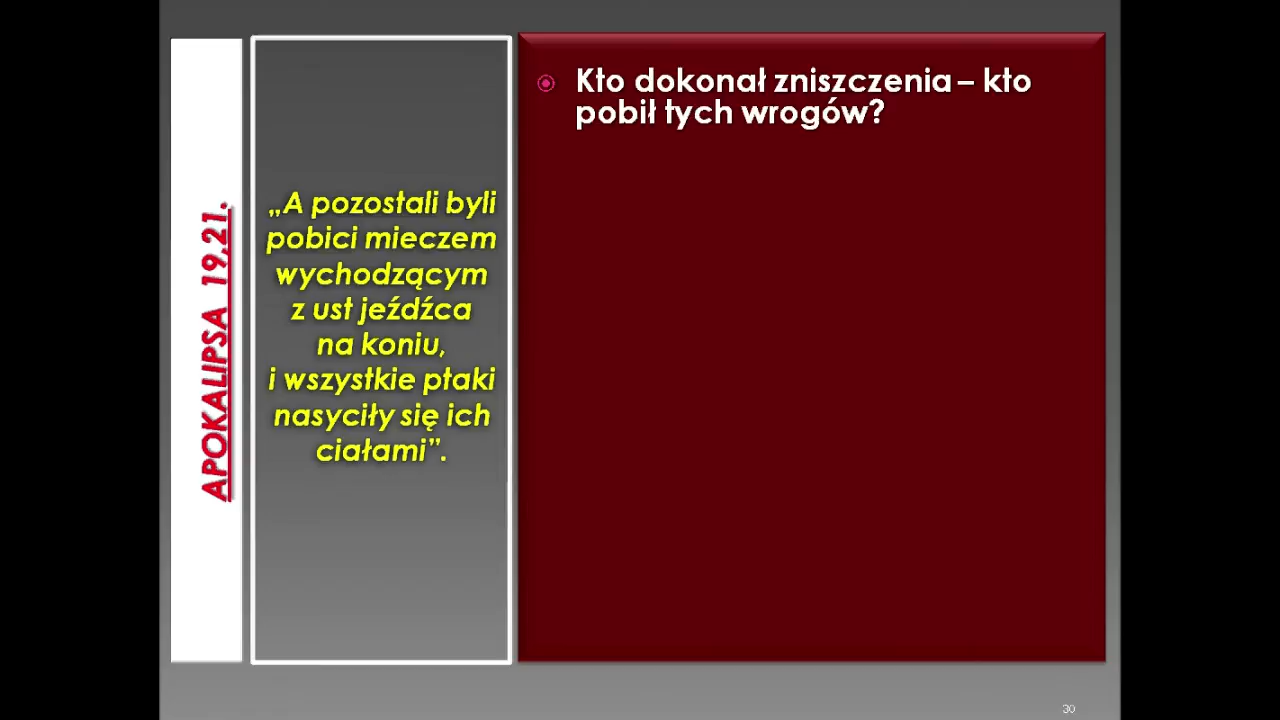 APOKALIPSA 19,21.
„A pozostali byli
pobici mieczem
wychodzącym
z ust jeźdźca
na koniu,
i wszystkie ptaki
nasyciły się ich
ciałami”.
Kto dokonał zniszczenia – kto
pobił tych wrogów?
30